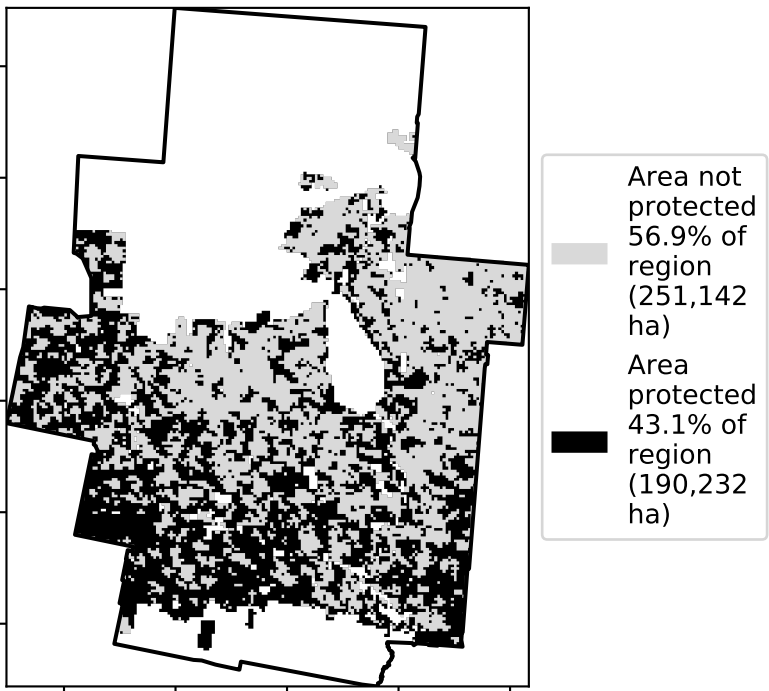 Area not
protected
56.9% of
region
(251,142
ha)
Area
protected
43.1% of
region
(190,232
ha)